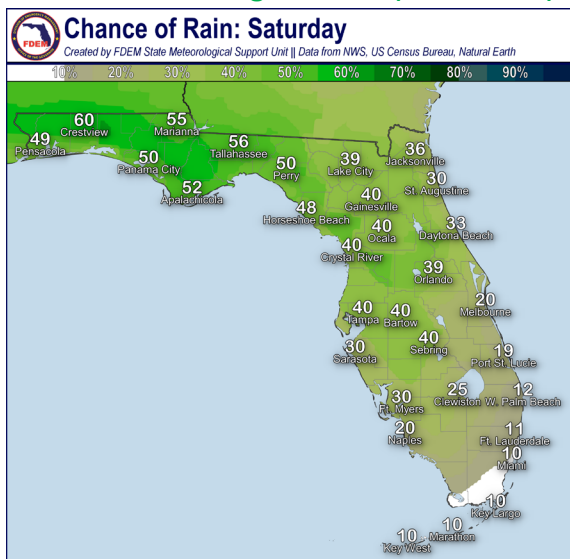 Chance of Rain: Saturday
Created by FDEM State Meteorological Support Unit || Data from NWS, US Census Bureau, Natural Earth
10% 20% 30% 40% 50% 60% 70% 80% 90%
60
Crestview
55
Marianna
49
Pensacola
50
Panama City
52
Apalachicola
56
Tallahassee
50
Perry
39
Lake City
36
Jacksonville
30
St. Augustine
40
Gainesville
48
Horseshoe Beach
40
Ocala
33
Daytona Beach
40
Crystal River
39
Orlando
20
Melbourne
40
Tampa
40
Bartow
40
Sebring
30
Sarasota
19
Port St. Lucie
30
Ft. Myers
25
Clewiston
12
W. Palm Beach
20
Naples
11
Ft. Lauderdale
10
Miami
10
Key Largo
10
Marathon
10
Key West